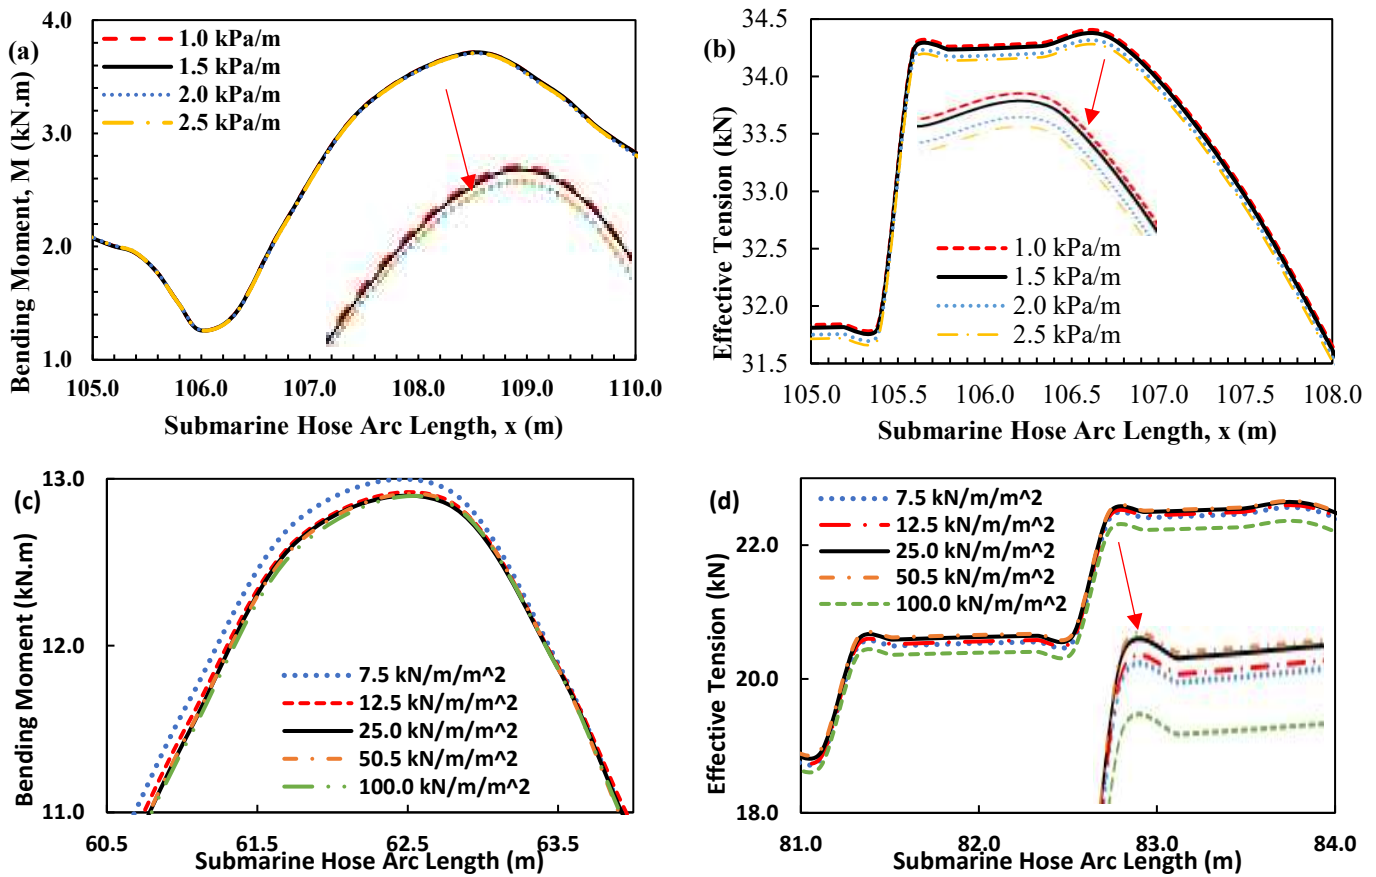 (a)
1.0 kPa/m
1.5 kPa/m
2.0 kPa/m
2.5 kPa/m
Bending Moment, M (kN.m)
4.0
3.0
2.0
1.0
105.0 106.0 107.0 108.0 109.0 110.0
Submarine Hose Arc Length, x (m)
(b)
Effective Tension (kN)
34.5
34.0
33.5
33.0
32.5
32.0
31.5
1.0 kPa/m
1.5 kPa/m
2.0 kPa/m
2.5 kPa/m
105.0 105.5 106.0 106.5 107.0 107.5 108.0
Submarine Hose Arc Length, x (m)
(c)
Bending Moment (kN.m)
13.0
12.0
11.0
7.5 kN/m/m^2
12.5 kN/m/m^2
25.0 kN/m/m^2
50.5 kN/m/m^2
100.0 kN/m/m^2
60.5 61.5 62.5 63.5
Submarine Hose Arc Length (m)
(d)
7.5 kN/m/m^2
12.5 kN/m/m^2
25.0 kN/m/m^2
50.5 kN/m/m^2
100.0 kN/m/m^2
Effective Tension (kN)
22.0
20.0
18.0
81.0 82.0 83.0 84.0
Submarine Hose Arc Length (m)